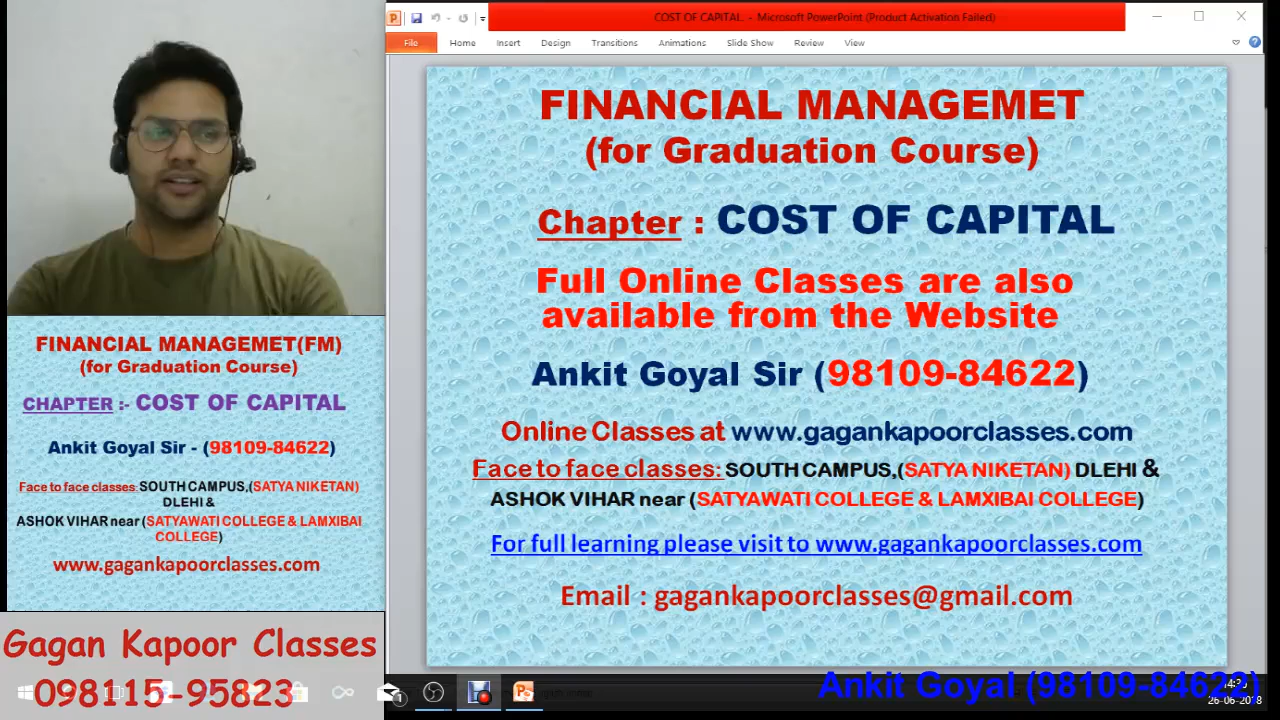 COST OF CAPITAL. - Microsoft PowerPoint (Product Activation Failed)
File Home Insert Design Transitions Animations Slide Show Review View
FINANCIAL MANAGEMET
(for Graduation Course)
Chapter : COST OF CAPITAL
Full Online Classes are also
available from the Website
Ankit Goyal Sir (98109-84622)
Online Classes at www.gagankapoorclasses.com
Face to face classes: SOUTH CAMPUS,(SATYA NIKETAN) DLEHI &
ASHOK VIHAR near (SATYAWATI COLLEGE & LAMXIBAI COLLEGE)
For full learning please visit to www.gagankapoorclasses.com
Email : gagankapoorclasses@gmail.com
FINANCIAL MANAGEMET(FM)
(for Graduation Course)
CHAPTER :- COST OF CAPITAL
Ankit Goyal Sir - (98109-84622)
Face to face classes: SOUTH CAMPUS,(SATYA NIKETAN)
DLEHI &
ASHOK VIHAR near (SATYAWATI COLLEGE & LAMXIBAI
COLLEGE)
www.gagankapoorclasses.com
Gagan Kapoor Classes
098115-95823
Ankit Goyal (98109-84622)
26-06-2018